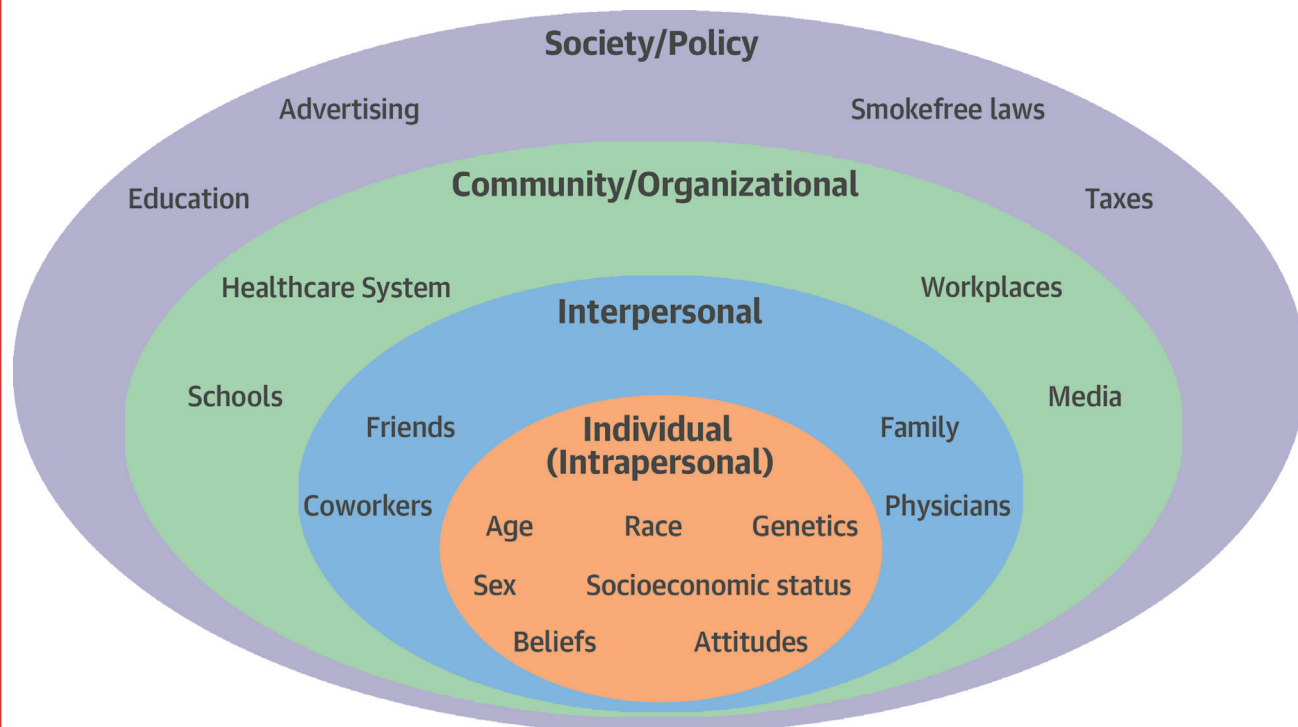 Society/Policy
Advertising
Smokefree laws
Education
Taxes
Community/Organizational
Healthcare System
Workplaces
Schools
Media
Interpersonal
Friends
Family
Coworkers
Physicians
Individual
(Intrapersonal)
Age
Race
Genetics
Sex
Socioeconomic status
Beliefs
Attitudes